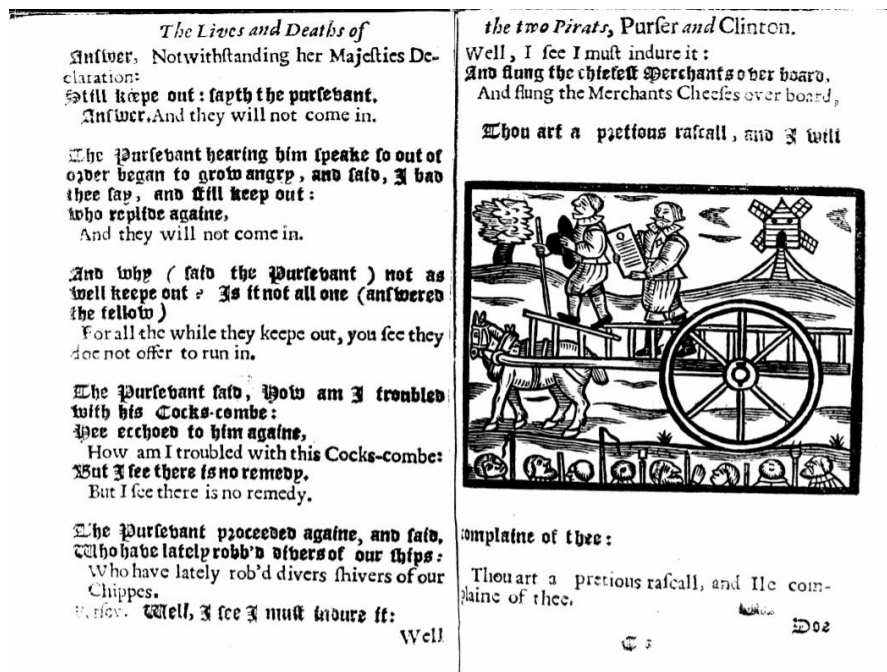 The Lives and Deaths of
Anſwer, Notwithſtanding her Majeſties De-
claration:
Still keepe out: ſayth the purſevant.
Anſwer. And they will not come in.
The Purſevant hearing him ſpeake ſo out of
order began to grow angry, and ſaid, I bad
thee ſay, and ſtill keep out:
who replide againe,
And they will not come in.
And why ( ſaid the Purſevant ) not as
well keepe out ? Is it not all one (anſwered
the fellow)
For all the while they keepe out, you ſee they
doe not offer to run in.
The Purſevant ſaid, How am I troubled
with his Cocks-combe:
Hee ecchoed to him againe,
How am I troubled with this Cocks-combe:
But I ſee there is no remedy.
But I ſee there is no remedy.
The Purſevant proceeded againe, and ſaid,
Who have lately robb'd divers of our ſhips:
Who have lately rob'd divers ſhivers of our
Chippes.
Well, I ſee I muſt indure it:
Well
the two Pirats, Purſer and Clinton.
Well, I ſee I muſt indure it:
And flung the chiefeſt Merchants over board,
And flung the Merchants Cheeſes over board,
Thou art a pretious raſcall, and I will
complaine of thee:
Thou art a pretious raſcall, and Ile com-
plaine of thee.
Doe
C 3